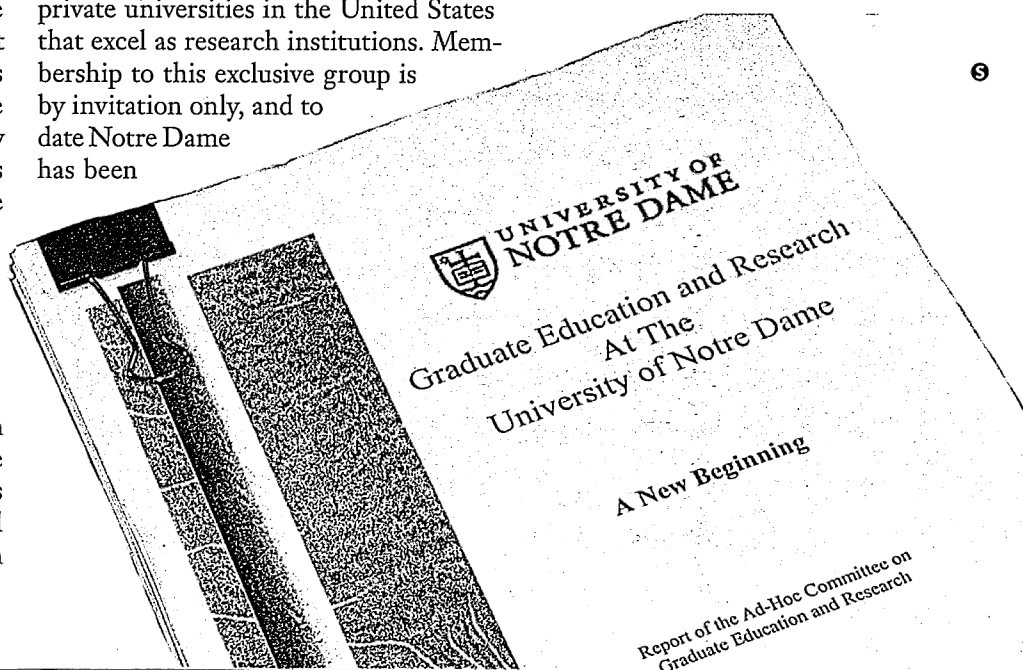 private universities in the United States
that excel as research institutions. Mem-
bership to this exclusive group is
by invitation only, and to
date Notre Dame
has been
UNIVERSITY OF
NOTRE DAME
Graduate Education and Research
At The
University of Notre Dame
A New Beginning
Report of the Ad-Hoc Committee on
Graduate Education and Research